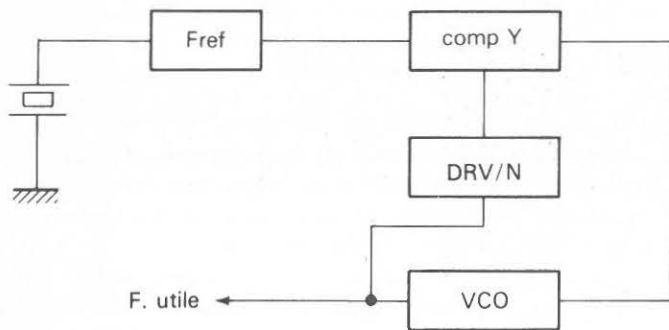 Fref
comp Y
DRV/N
F. utile
VCO